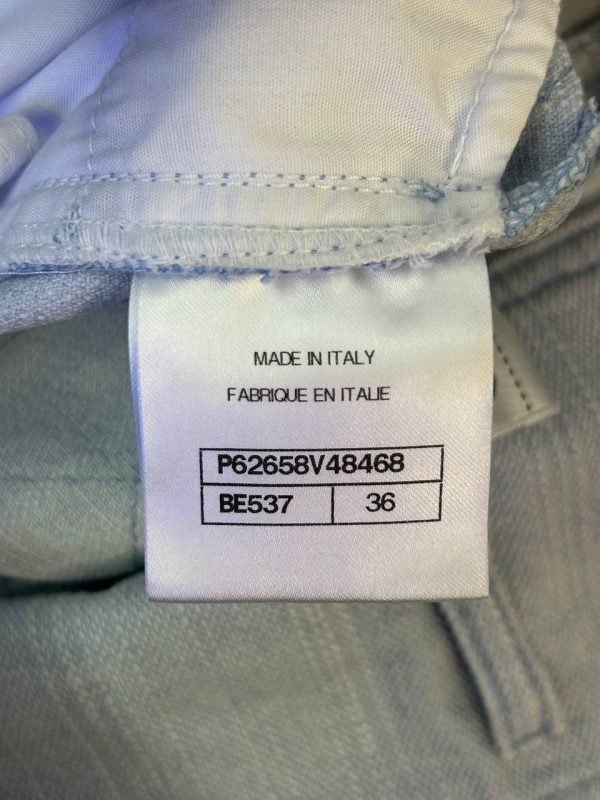 MADE IN ITALY
FABRIQUE EN ITALIE
P62658V48468
BE537 36